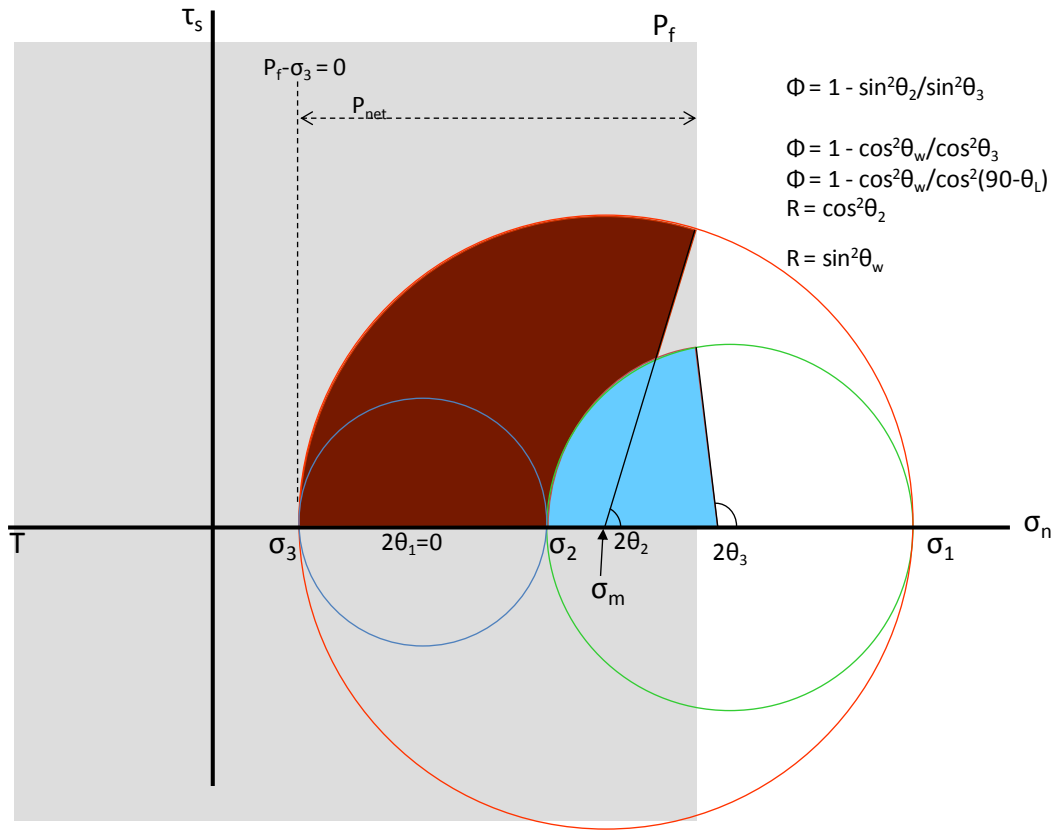 τs
Pf
Pf-σ3 = 0
Pnet
Φ = 1 - sin²θ2/sin²θ3
Φ = 1 - cos²θw/cos²θ3
Φ = 1 - cos²θw/cos²(90-θL)
R = cos²θ2
R = sin²θw
T
σ3
2θ1=0
σ2
2θ2
2θ3
σ1
σn
σm